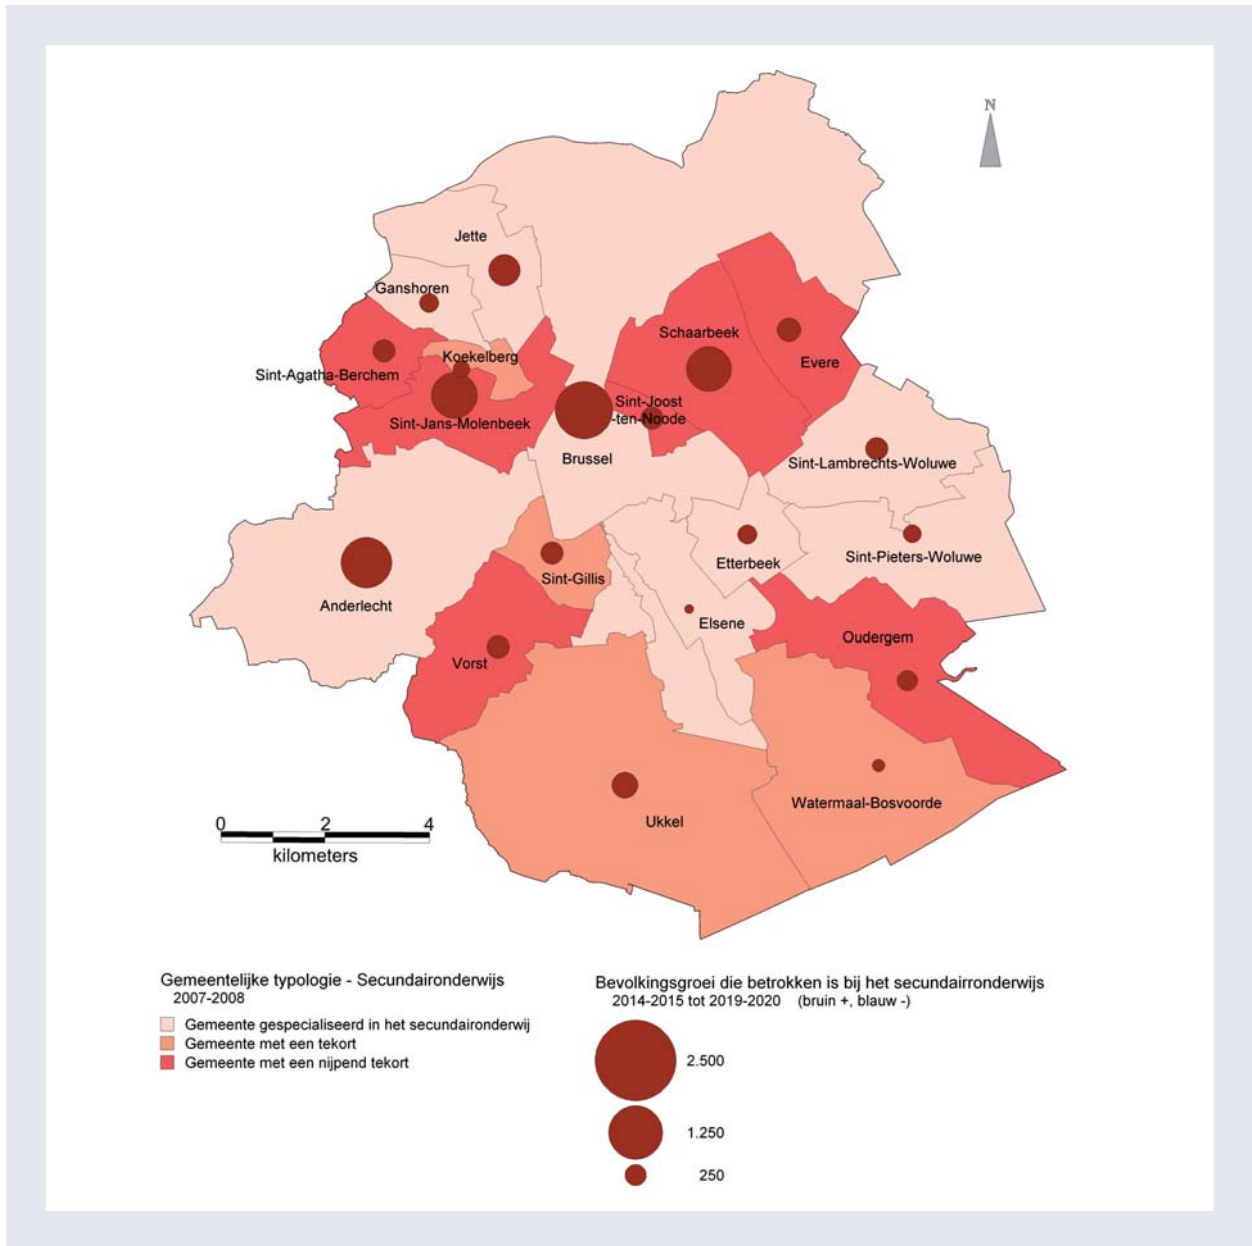 N
Jette
Ganshoren
Schaarbeek
Koekelberg
Evere
Sint-Agatha-Berchem
Sint-Joost
-ten-Noode
Sint-Jans-Molenbeek
Brussel
Sint-Lambrechts-Woluwe
Sint-Pieters-Woluwe
Etterbeek
Sint-Gillis
Anderlecht
Elsene
Oudergem
Vorst
Watermaal-Bosvoorde
Ukkel
0 2 4
kilometers
Gemeentelijke typologie - Secundaironderwijs
2007-2008
Gemeente gespecialiseerd in het secundaironderwij
Gemeente met een tekort
Gemeente met een nijpend tekort
Bevolkingsgroei die betrokken is bij het secundairronderwijs
2014-2015 tot 2019-2020 (bruin +, blauw -)
2.500
1.250
250